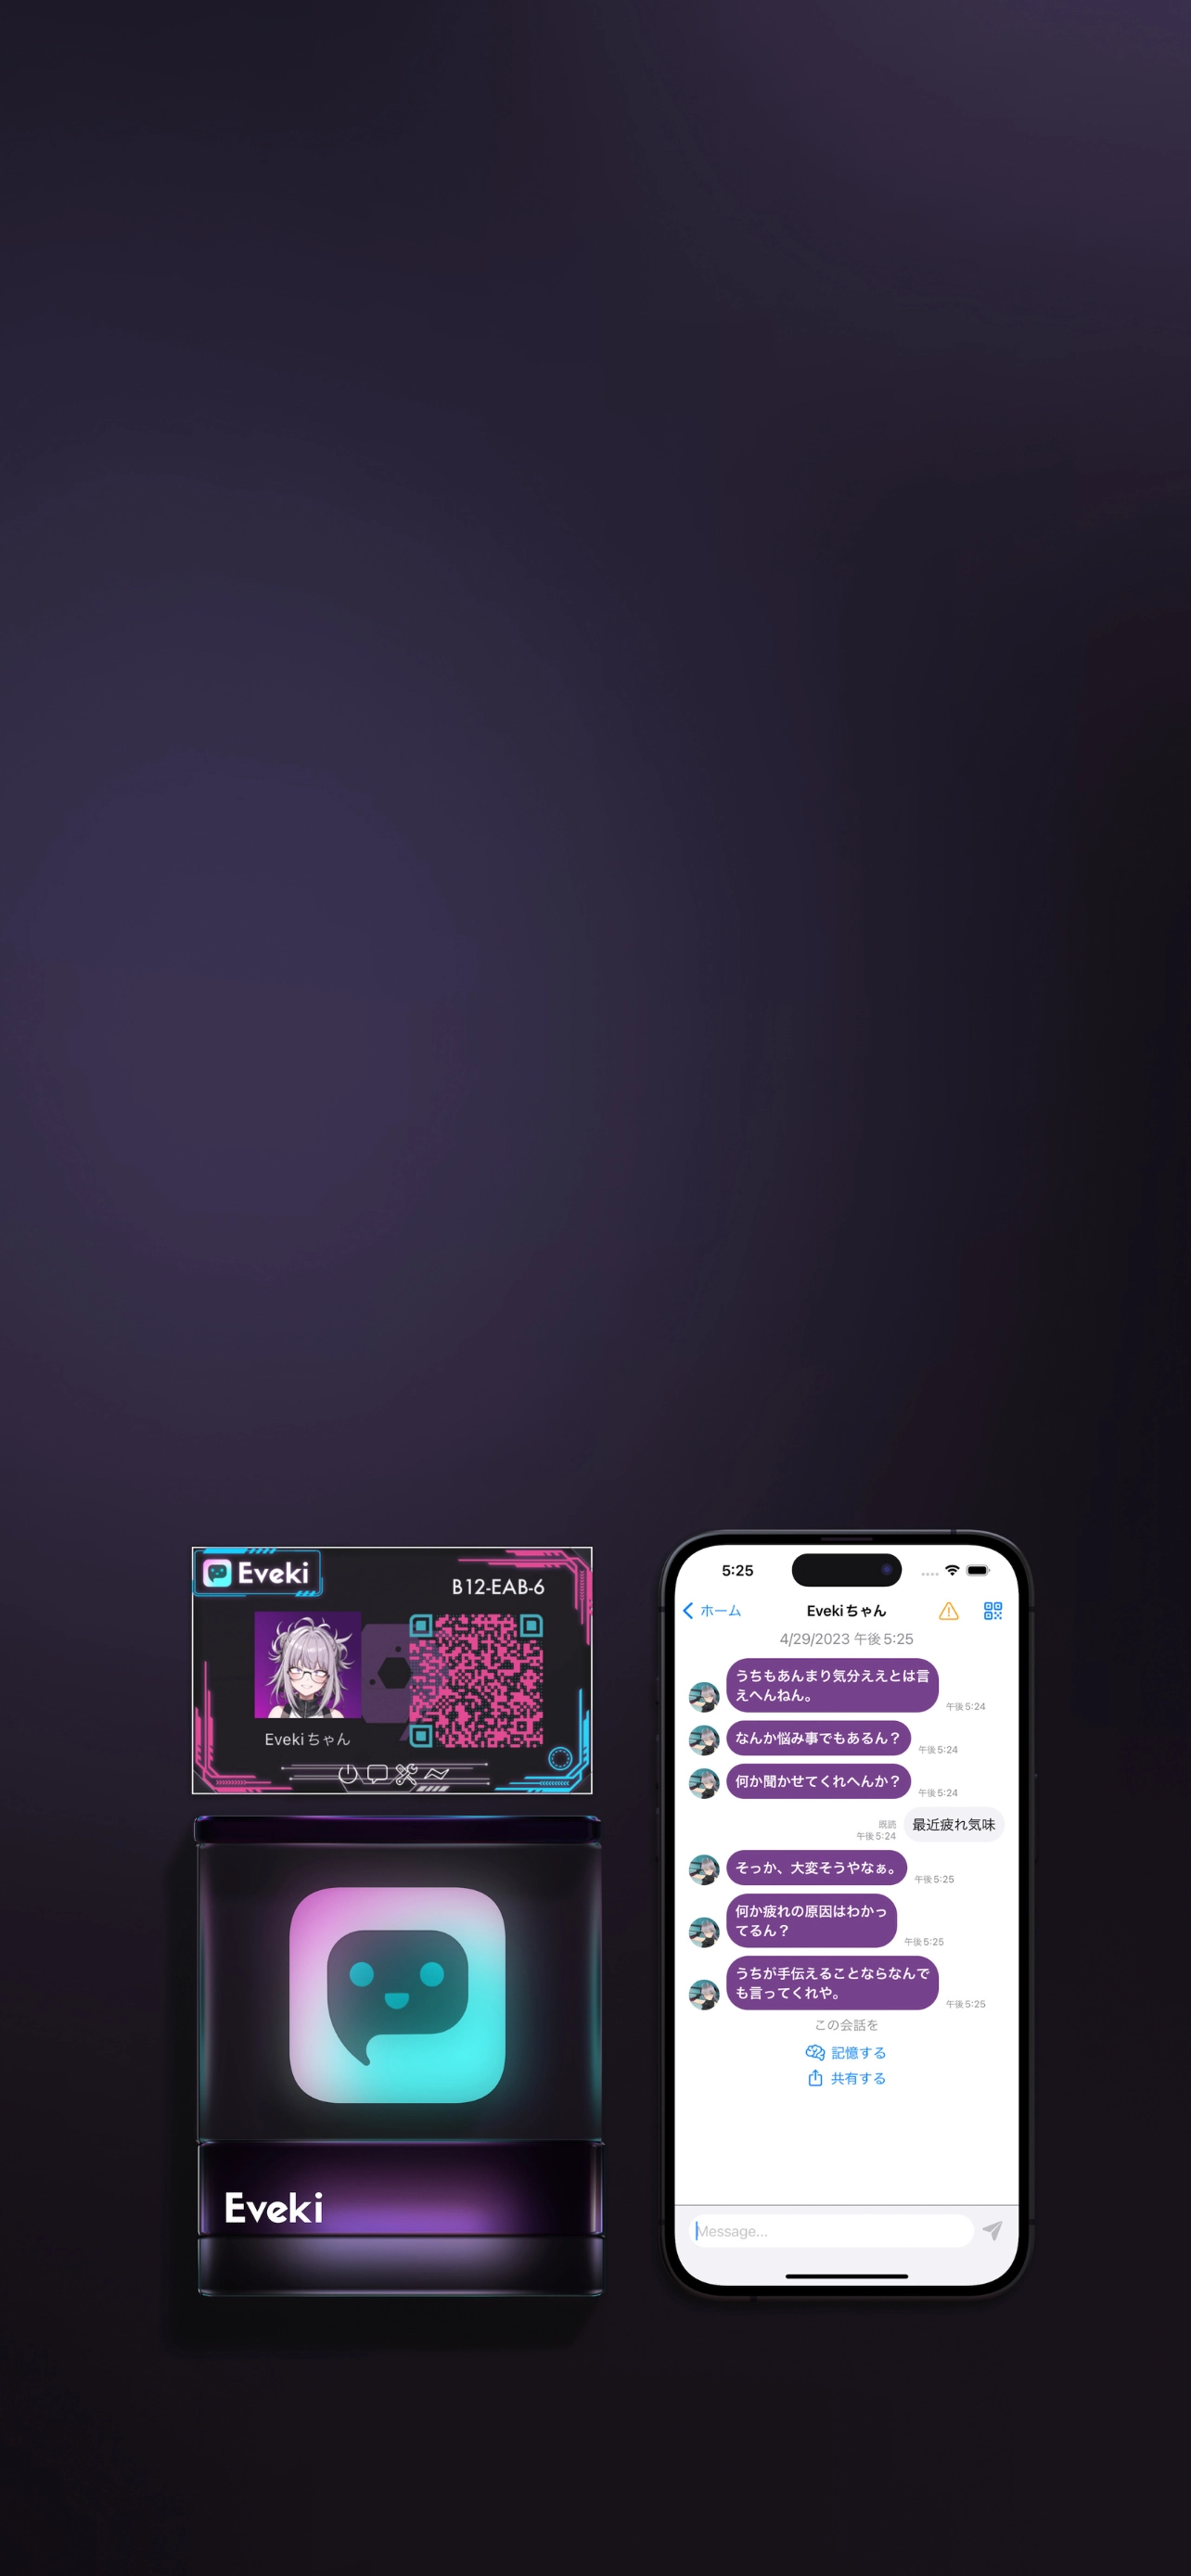 Eveki
B12-EAB-6
Evekiちゃん
Eveki
5:25
ホーム
Evekiちゃん
4/29/2023 午後5:25
うちもあんまり気分ええとは言
えへんねん。
午後5:24
なんか悩み事でもあるん？
午後5:24
何か聞かせてくれへんか？
午後5:24
既読
午後5:24
最近疲れ気味
そっか、大変そうやなぁ。
午後5:25
何か疲れの原因はわかっ
てるん？
午後5:25
うちが手伝えることならなんで
も言ってくれや。
午後5:25
この会話を
記憶する
共有する
Message...